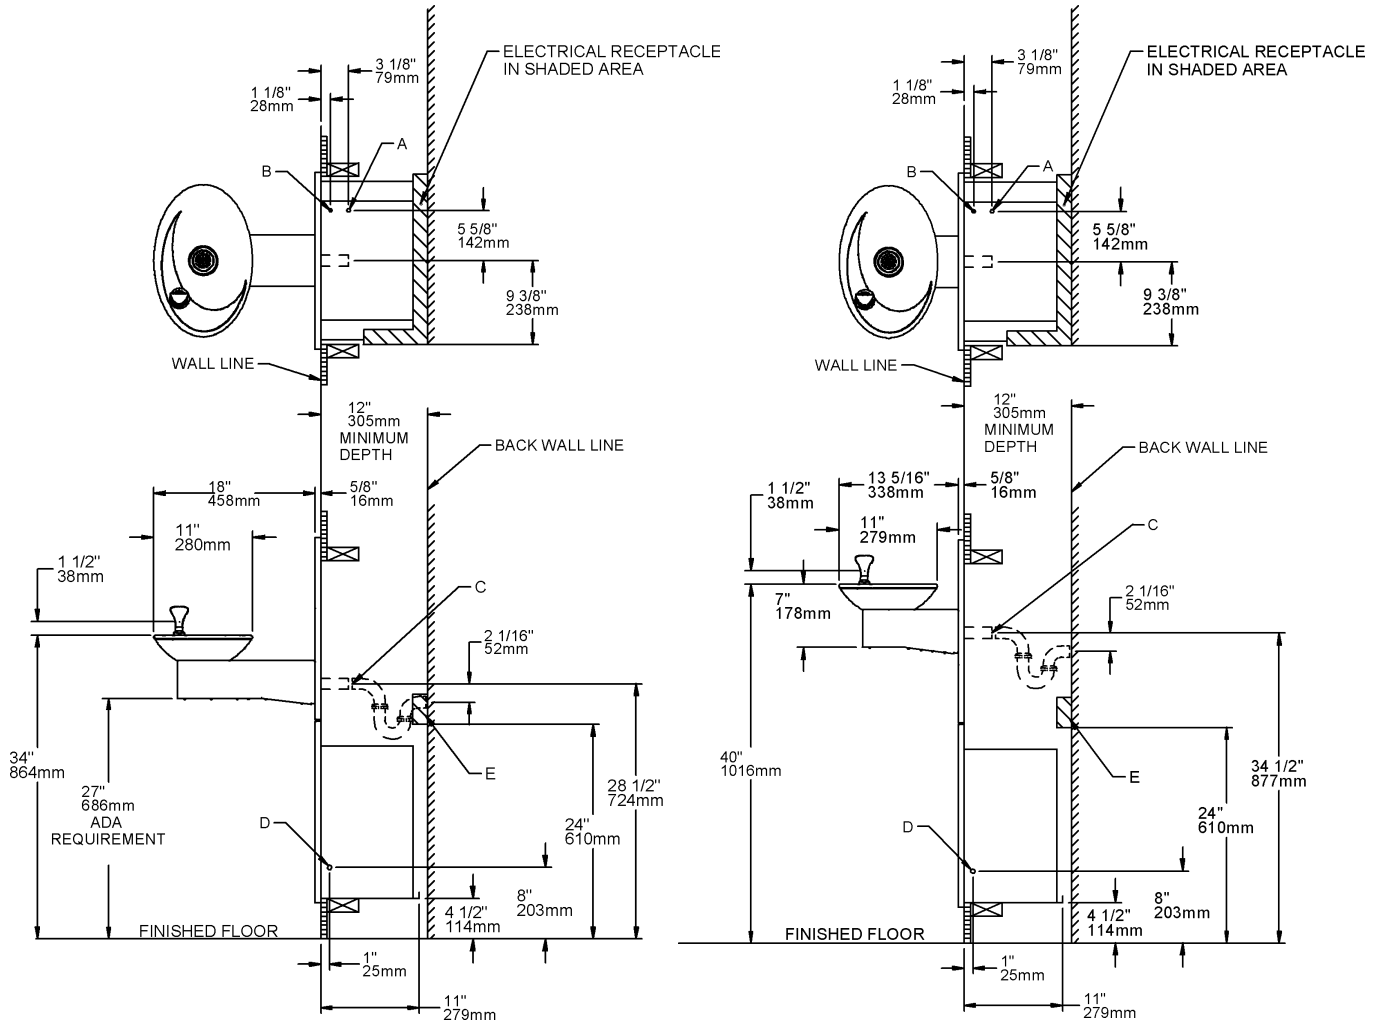 ELECTRICAL RECEPTACLE
IN SHADED AREA
3 1/8"
79mm
1 1/8"
28mm
A
B
5 5/8"
142mm
9 3/8"
238mm
WALL LINE
12"
305mm
MINIMUM
DEPTH
BACK WALL LINE
18"
458mm
5/8"
16mm
11"
280mm
1 1/2"
38mm
C
2 1/16"
52mm
34"
864mm
27"
686mm
ADA
REQUIREMENT
E
28 1/2"
724mm
D
24"
610mm
8"
203mm
4 1/2"
114mm
FINISHED FLOOR
1"
25mm
11"
279mm
ELECTRICAL RECEPTACLE
IN SHADED AREA
3 1/8"
79mm
1 1/8"
28mm
A
B
5 5/8"
142mm
9 3/8"
238mm
WALL LINE
12"
305mm
MINIMUM
DEPTH
BACK WALL LINE
13 5/16"
338mm
5/8"
16mm
1 1/2"
38mm
11"
279mm
C
7"
178mm
2 1/16"
52mm
40"
1016mm
E
34 1/2"
877mm
D
24"
610mm
8"
203mm
4 1/2"
114mm
FINISHED FLOOR
1"
25mm
11"
279mm